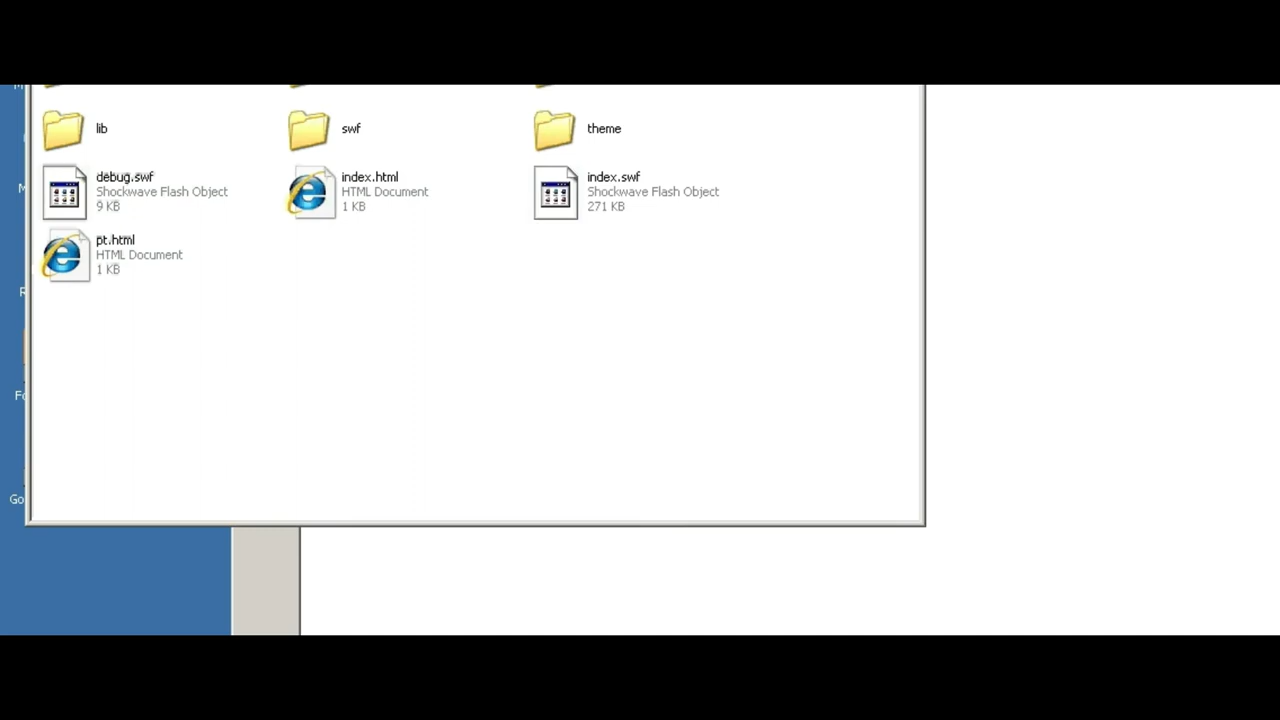 lib
swf
theme
debug.swf
Shockwave Flash Object
9 KB
index.html
HTML Document
1 KB
index.swf
Shockwave Flash Object
271 KB
pt.html
HTML Document
1 KB
Go